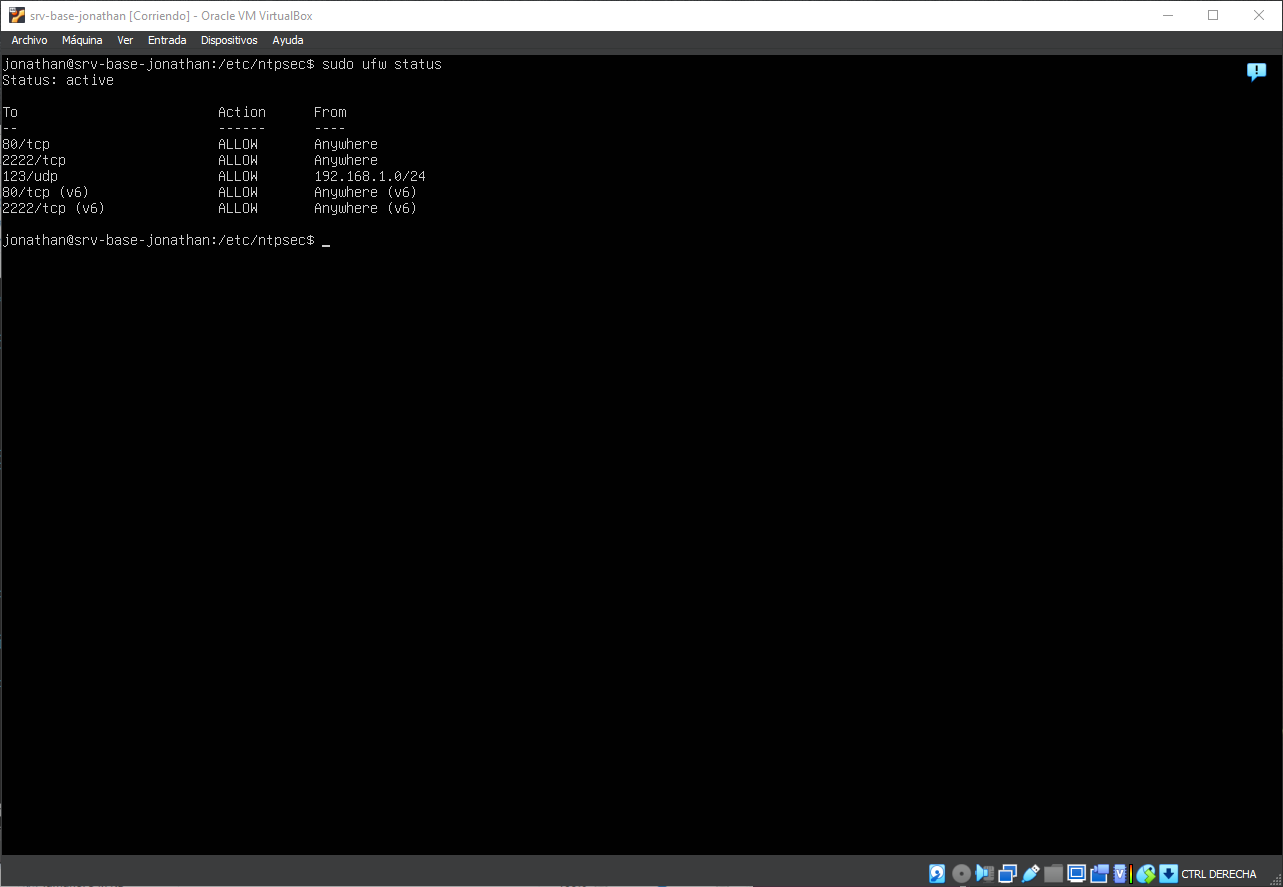 srv-base-jonathan [Corriendo] - Oracle VM VirtualBox
Archivo Máquina Ver Entrada Dispositivos Ayuda
jonathan@srv-base-jonathan:/etc/ntpsec$ sudo ufw status
Status: active
To Action From
-- ------ ----
80/tcp ALLOW Anywhere
2222/tcp ALLOW Anywhere
123/udp ALLOW 192.168.1.0/24
80/tcp (v6) ALLOW Anywhere (v6)
2222/tcp (v6) ALLOW Anywhere (v6)
jonathan@srv-base-jonathan:/etc/ntpsec$ _
CTRL DERECHA